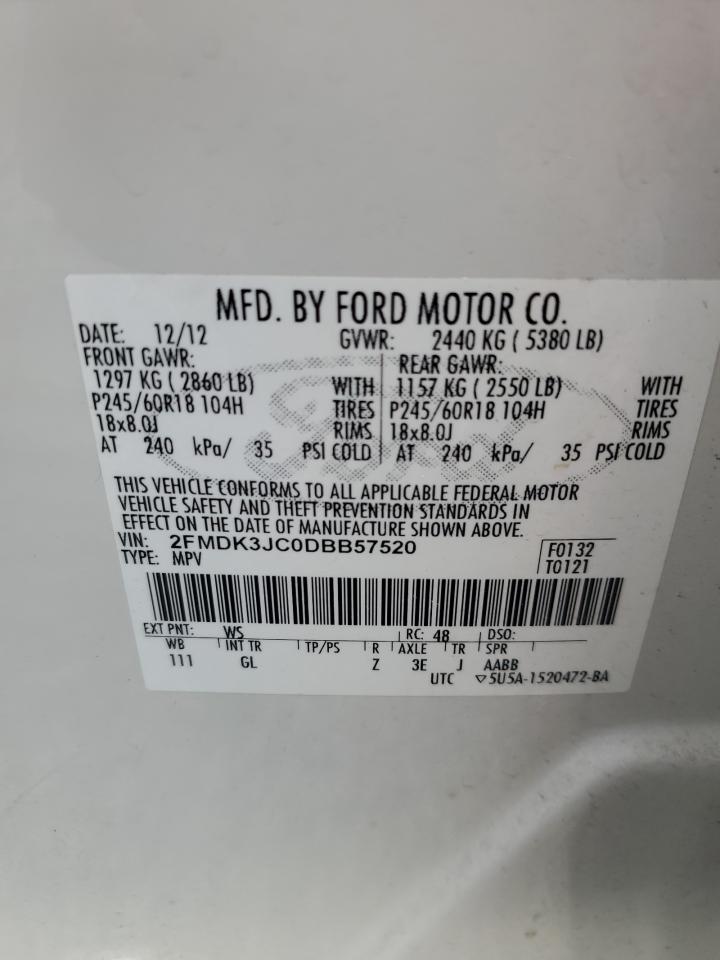 MFD. BY FORD MOTOR CO.
DATE: 12/12 GVWR: 2440 KG ( 5380 LB)
FRONT GAWR: REAR GAWR:
1297 KG ( 2860 LB) WITH 1157 KG ( 2550 LB) WITH
P245/60R18 104H TIRES P245/60R18 104H TIRES
18x8.0J RIMS 18x8.0J RIMS
AT 240 kPa/ 35 PSI COLD AT 240 kPa/ 35 PSI COLD
THIS VEHICLE CONFORMS TO ALL APPLICABLE FEDERAL MOTOR
VEHICLE SAFETY AND THEFT PREVENTION STANDARDS IN
EFFECT ON THE DATE OF MANUFACTURE SHOWN ABOVE.
VIN: 2FMDK3JC0DBB57520 F0132
TYPE: MPV T0121
EXT PNT: WS RC: 48 DSO:
WB INT TR TP/PS R AXLE TR SPR
111 GL Z 3E J AABB
UTC ▽5U5A-1520472-BA
Ford